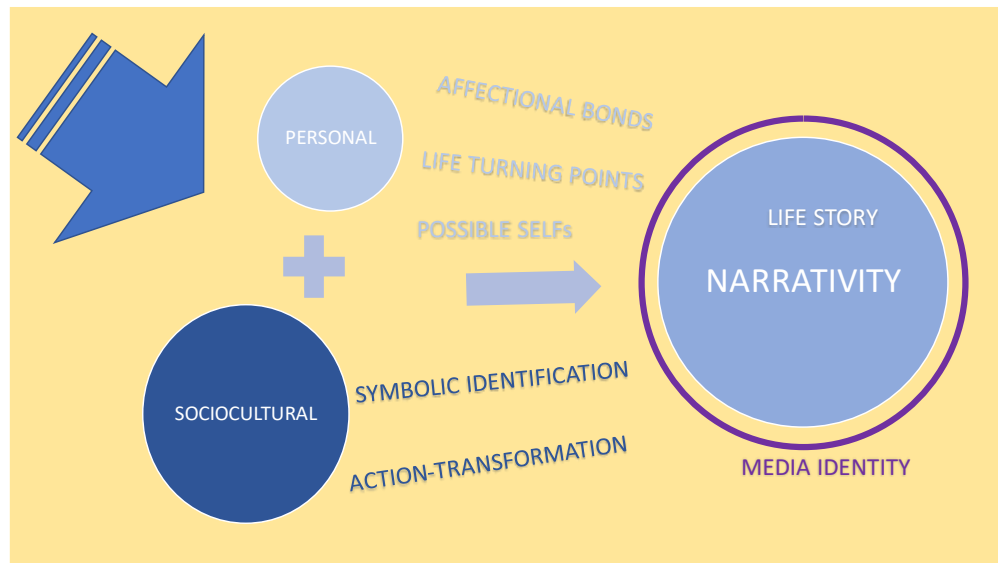 PERSONAL
AFFECTIONAL BONDS
LIFE TURNING POINTS
POSSIBLE SELFs
SOCIOCULTURAL
SYMBOLIC IDENTIFICATION
ACTION-TRANSFORMATION
LIFE STORY
NARRATIVITY
MEDIA IDENTITY